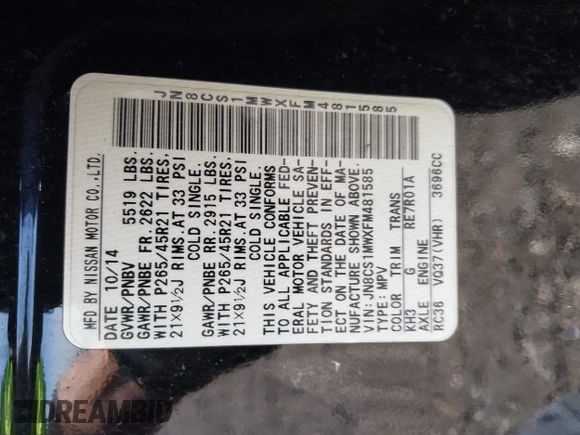 JN8CS1MWXFM481585
MFD BY NISSAN MOTOR CO.,LTD.
DATE 10/14
GVWR/PNBV 5519 LBS.
GAWR/PNBE FR. 2622 LBS.
WITH P265/45R21 TIRES,
21X9½J RIMS.AT 33 PSI
COLD SINGLE.
GAWR/PNBE RR. 2915 LBS.
WITH P265/45R21 TIRES,
21X9½J RIMS.AT 33 PSI
COLD SINGLE.
THIS VEHICLE CONFORMS
TO ALL APPLICABLE FED-
ERAL MOTOR VEHICLE SA-
FETY AND THEFT PREVEN-
TION STANDARDS IN EFF-
ECT ON THE DATE OF MA-
NUFACTURE SHOWN ABOVE.
VIN:JN8CS1MWXFM481585
TYPE:MPV
COLOR TRIM TRANS
KH3 G RE7R01A
AXLE ENGINE
RC36 VQ37(VHR) 3696CC
DREAMBID